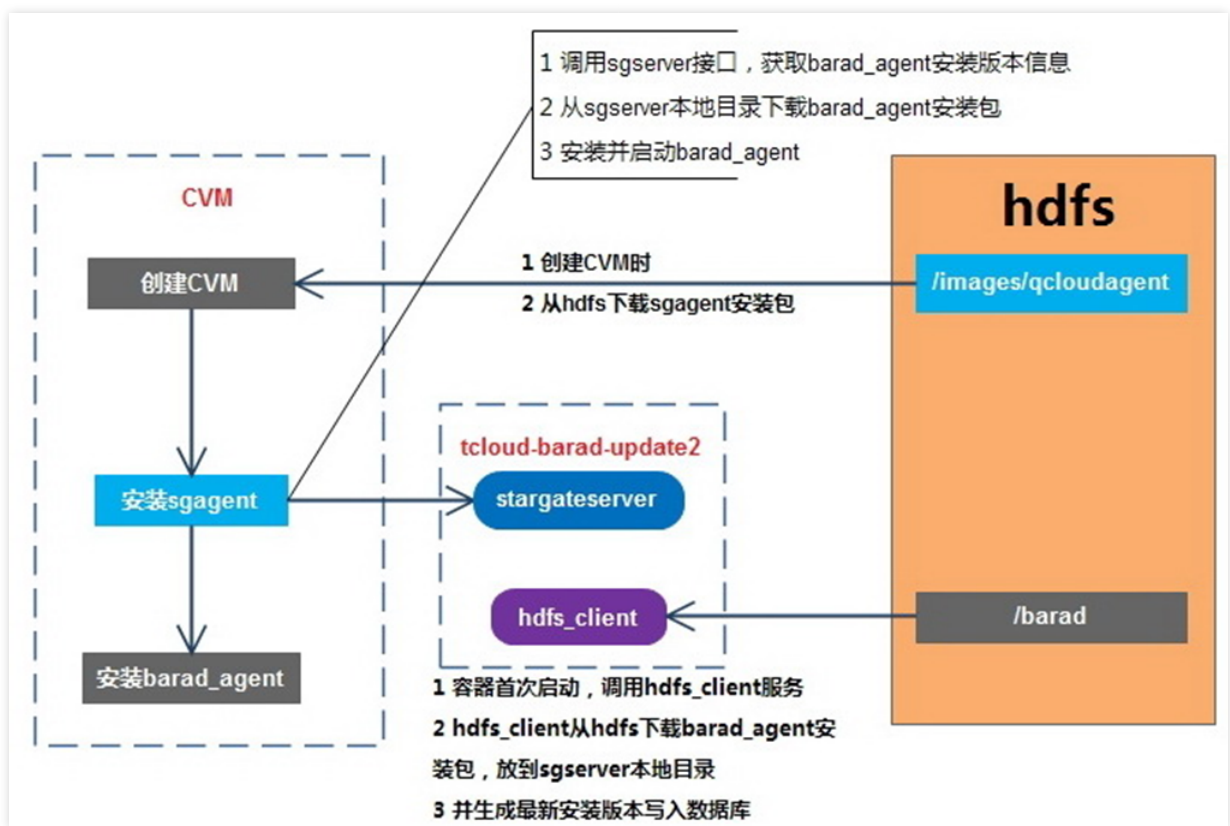 1 调用sgserver接口，获取barad_agent安装版本信息
2 从sgserver本地目录下载barad_agent安装包
3 安装并启动barad_agent
CVM
hdfs
创建CVM
1 创建CVM时
2 从hdfs下载sgagent安装包
/images/qcloudagent
tcloud-barad-update2
安装sgagent
stargateserver
hdfs_client
/barad
安装barad_agent
1 容器首次启动，调用hdfs_client服务
2 hdfs_client从hdfs下载barad_agent安
装包，放到sgserver本地目录
3 并生成最新安装版本写入数据库